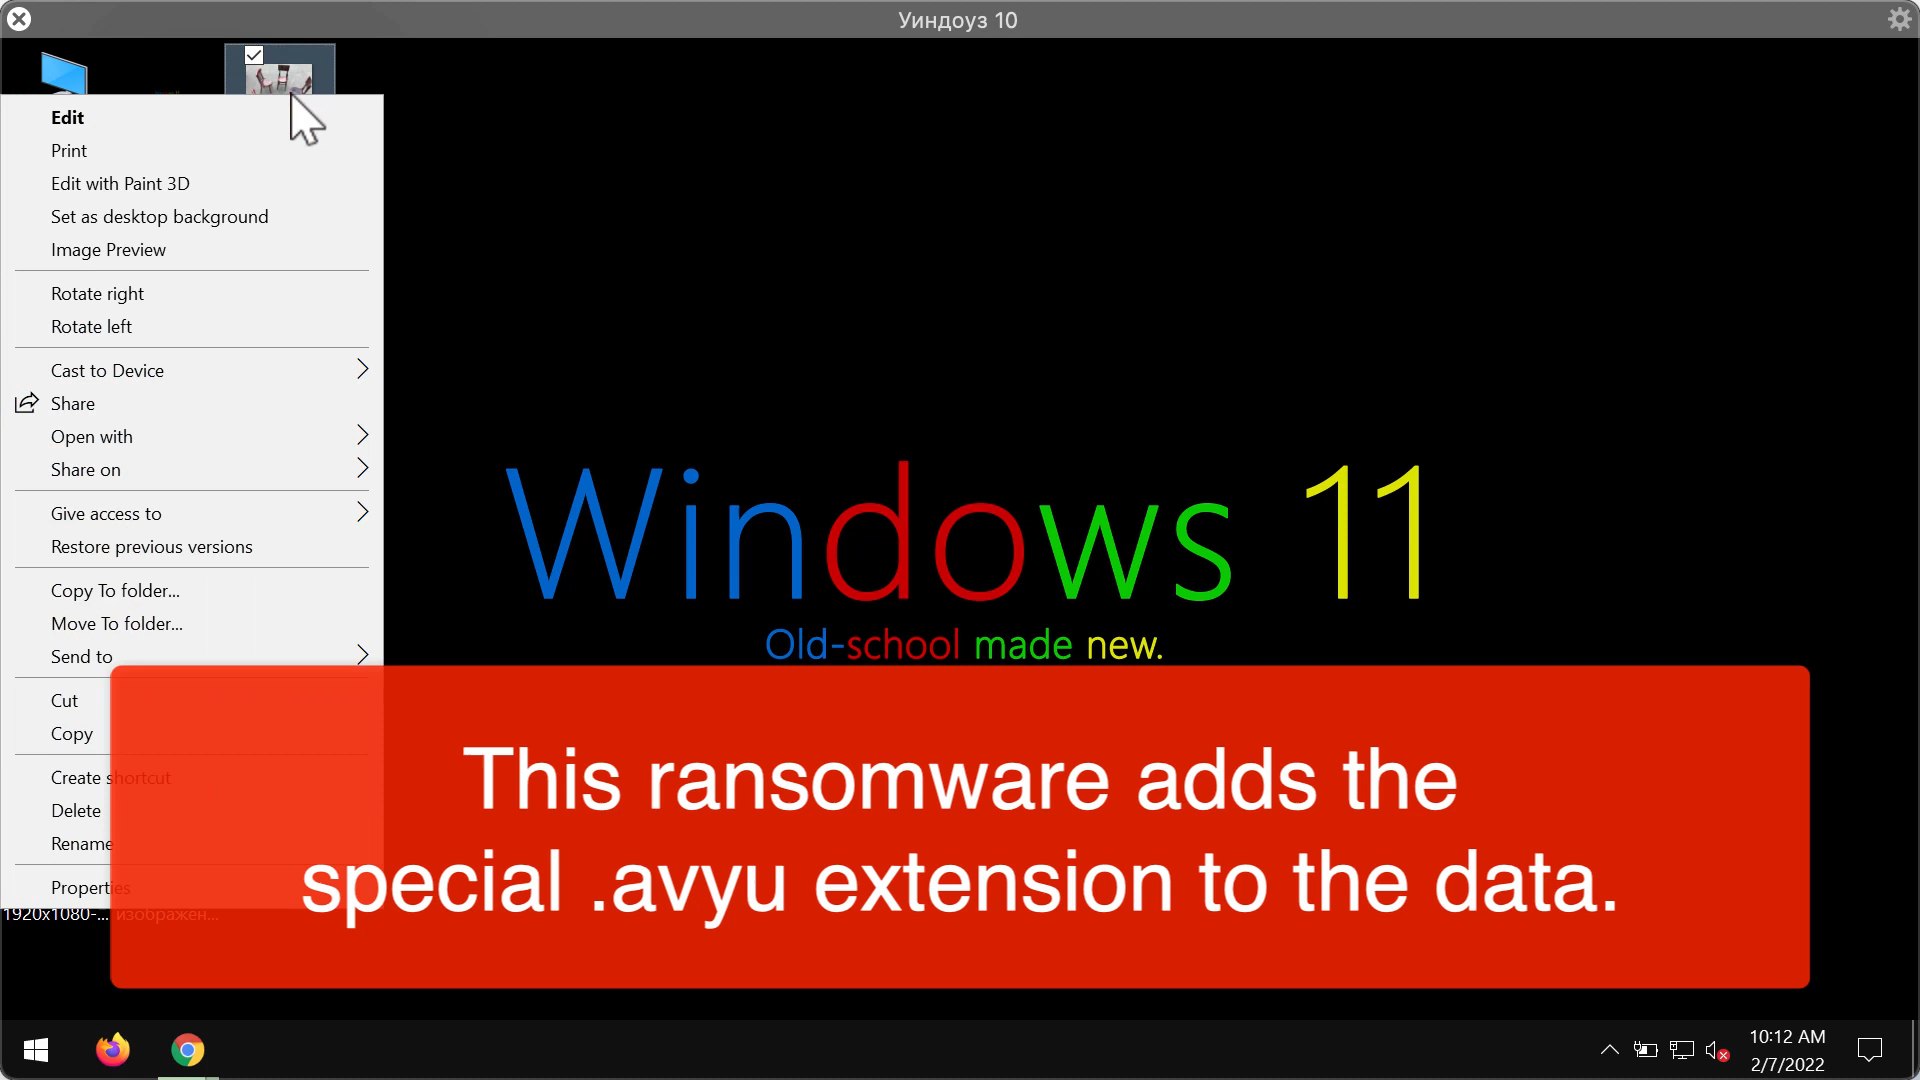 Уиндоуз 10
Edit
Print
Edit with Paint 3D
Set as desktop background
Image Preview
Rotate right
Rotate left
Cast to Device
Share
Open with
Share on
Give access to
Restore previous versions
Copy To folder...
Move To folder...
Send to
Cut
Copy
Create shortcut
Delete
Rename
Properties
1920x1080-... изображен...
Windows 11
Old-school made new.
This ransomware adds the
special .avyu extension to the data.
10:12 AM
2/7/2022